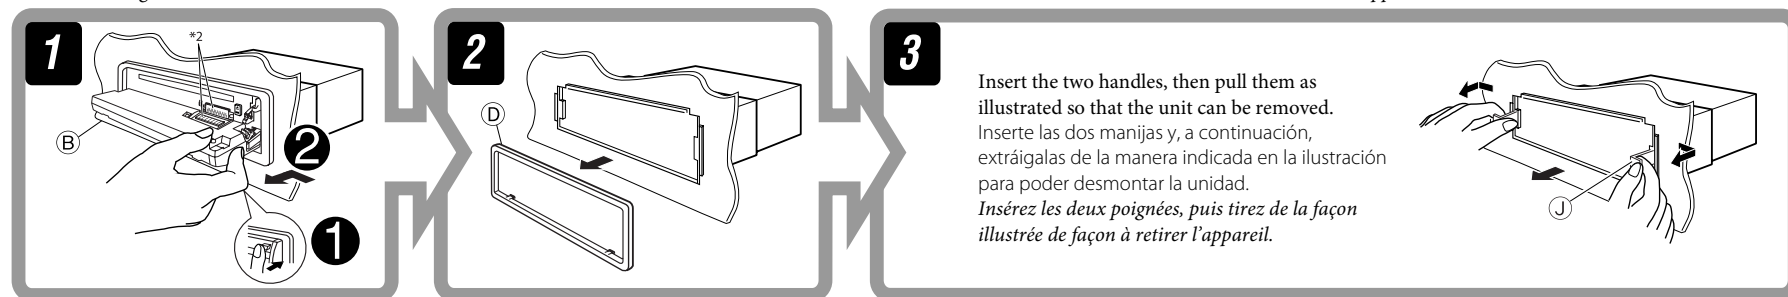 1
*2
B
2
1
2
D
3
Insert the two handles, then pull them as
illustrated so that the unit can be removed.
Inserte las dos manijas y, a continuación,
extráigalas de la manera indicada en la ilustración
para poder desmontar la unidad.
Insérez les deux poignées, puis tirez de la façon
illustrée de façon à retirer l'appareil.
J